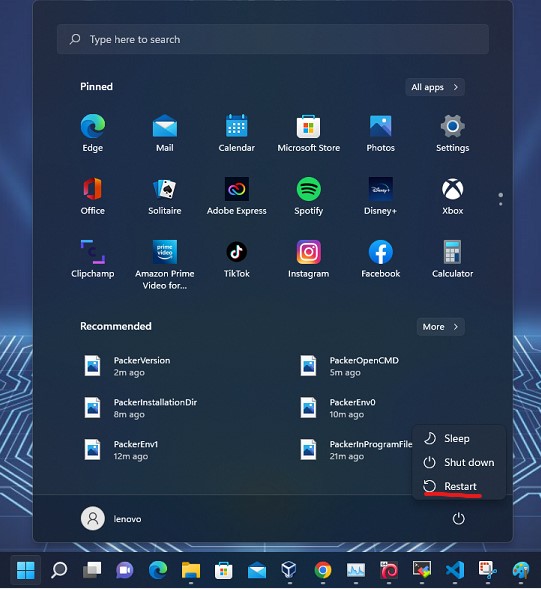 Type here to search
Pinned
All apps
Edge
Mail
Calendar
Microsoft Store
Photos
Settings
Office
Solitaire
Adobe Express
Spotify
Disney+
Xbox
Clipchamp
Amazon Prime
Video for...
TikTok
Instagram
Facebook
Calculator
Recommended
More
PackerVersion
2m ago
PackerOpenCMD
5m ago
PackerInstallationDir
8m ago
PackerEnv0
10m ago
PackerEnv1
12m ago
PackerInProgramFile
21m ago
Sleep
Shut down
Restart
lenovo